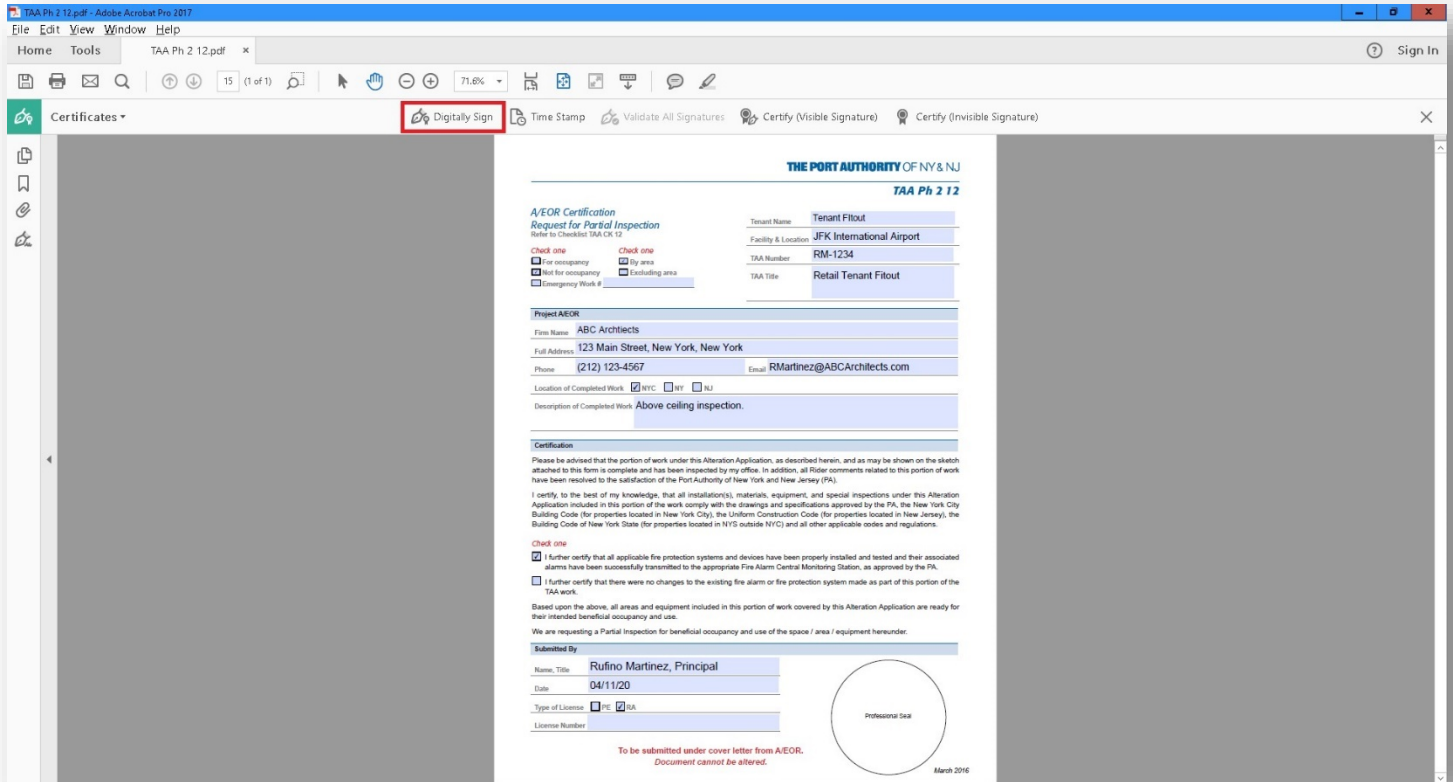 TAA Ph 2 12.pdf - Adobe Acrobat Pro 2017
File Edit View Window Help
Home Tools TAA Ph 2 12.pdf × Sign In
15 (1 of 1) 71.6%
Certificates Digitally Sign Time Stamp Validate All Signatures Certify (Visible Signature) Certify (Invisible Signature)
THE PORT AUTHORITY OF NY & NJ
TAA Ph 2 12
A/EOR Certification
Request for Partial Inspection
Refer to Checklist TAA CK 12
Check one Check one
For occupancy By area
Not for occupancy Excluding area
Emergency Work #
Tenant Name Tenant FItout
Facility & Location JFK International Airport
TAA Number RM-1234
TAA Title Retail Tenant Fitout
Project A/EOR
Firm Name ABC Archtiects
Full Address 123 Main Street, New York, New York
Phone (212) 123-4567 Email RMartinez@ABCArchitects.com
Location of Completed Work NYC NY NJ
Description of Completed Work Above ceiling inspection.
Certification
Please be advised that the portion of work under this Alteration Application, as described herein, and as may be shown on the sketch
attached to this form is complete and has been inspected by my office. In addition, all Rider comments related to this portion of work
have been resolved to the satisfaction of the Port Authority of New York and New Jersey (PA).
I certify, to the best of my knowledge, that all installation(s), materials, equipment, and special inspections under this Alteration
Application included in this portion of the work comply with the drawings and specifications approved by the PA, the New York City
Building Code (for properties located in New York City), the Uniform Construction Code (for properties located in New Jersey), the
Building Code of New York State (for properties located in NYS outside NYC) and all other applicable codes and regulations.
Check one
I further certify that all applicable fire protection systems and devices have been properly installed and tested and their associated
alarms have been successfully transmitted to the appropriate Fire Alarm Central Monitoring Station, as approved by the PA.
I further certify that there were no changes to the existing fire alarm or fire protection system made as part of this portion of the
TAA work.
Based upon the above, all areas and equipment included in this portion of work covered by this Alteration Application are ready for
their intended beneficial occupancy and use.
We are requesting a Partial Inspection for beneficial occupancy and use of the space / area / equipment hereunder.
Submitted By
Name, Title Rufino Martinez, Principal
Date 04/11/20
Type of License PE RA
License Number
Professional Seal
To be submitted under cover letter from A/EOR.
Document cannot be altered.
March 2016